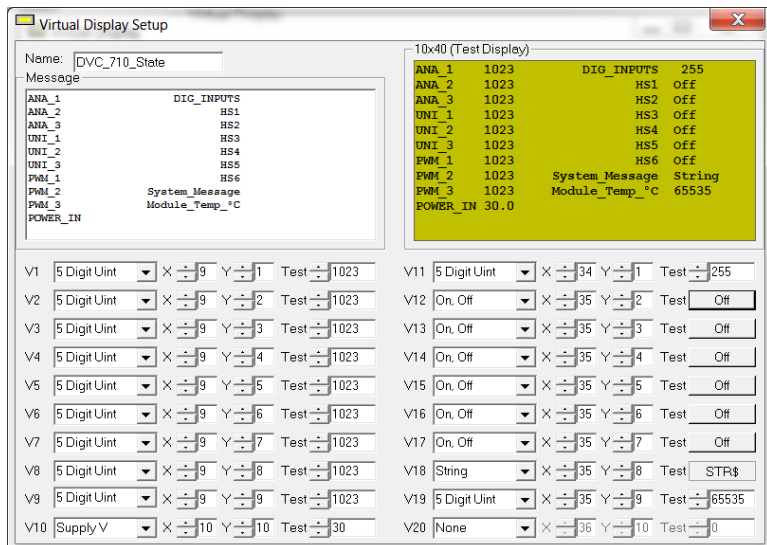 Virtual Display Setup
X
Name: DVC_710_State
Message
ANA_1 DIG_INPUTS
ANA_2 HS1
ANA_3 HS2
UNI_1 HS3
UNI_2 HS4
UNI_3 HS5
PWM_1 HS6
PWM_2 System_Message
PWM_3 Module_Temp_°C
POWER_IN
10x40 (Test Display)
ANA_1 1023 DIG_INPUTS 255
ANA_2 1023 HS1 Off
ANA_3 1023 HS2 Off
UNI_1 1023 HS3 Off
UNI_2 1023 HS4 Off
UNI_3 1023 HS5 Off
PWM_1 1023 HS6 Off
PWM_2 1023 System_Message String
PWM_3 1023 Module_Temp_°C 65535
POWER_IN 30.0
V1 5 Digit Uint X 9 Y 1 Test 1023 V11 5 Digit Uint X 34 Y 1 Test 255
V2 5 Digit Uint X 9 Y 2 Test 1023 V12 On, Off X 35 Y 2 Test Off
V3 5 Digit Uint X 9 Y 3 Test 1023 V13 On, Off X 35 Y 3 Test Off
V4 5 Digit Uint X 9 Y 4 Test 1023 V14 On, Off X 35 Y 4 Test Off
V5 5 Digit Uint X 9 Y 5 Test 1023 V15 On, Off X 35 Y 5 Test Off
V6 5 Digit Uint X 9 Y 6 Test 1023 V16 On, Off X 35 Y 6 Test Off
V7 5 Digit Uint X 9 Y 7 Test 1023 V17 On, Off X 35 Y 7 Test Off
V8 5 Digit Uint X 9 Y 8 Test 1023 V18 String X 35 Y 8 Test STR$
V9 5 Digit Uint X 9 Y 9 Test 1023 V19 5 Digit Uint X 35 Y 9 Test 65535
V10 Supply V X 10 Y 10 Test 30 V20 None X 36 Y 10 Test 0